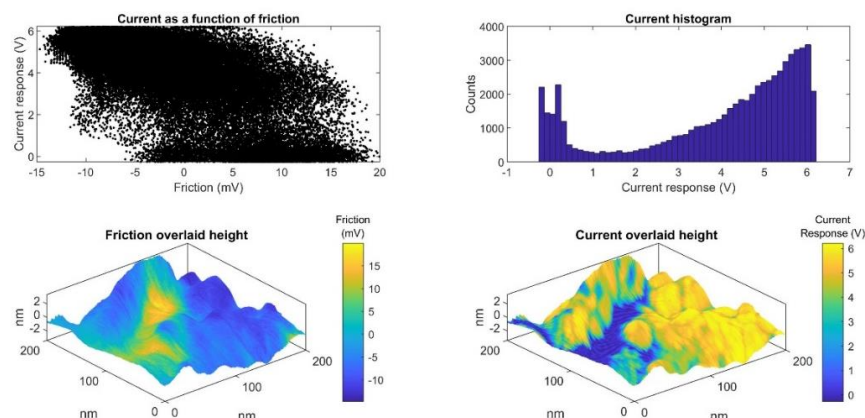 Current as a function of friction
6
4
2
0
Current response (V)
-15 -10 -5 0 5 10 15 20
Friction (mV)
Current histogram
4000
3000
2000
1000
0
Counts
-1 0 1 2 3 4 5 6 7
Current response (V)
Friction overlaid height
Friction
(mV)
15
10
5
0
-5
-10
2
0
-2
nm
200
100
0
nm
0
100
200
nm
Current overlaid height
Current
Response (V)
6
5
4
3
2
1
0
2
0
-2
nm
200
100
0
nm
0
100
200
nm